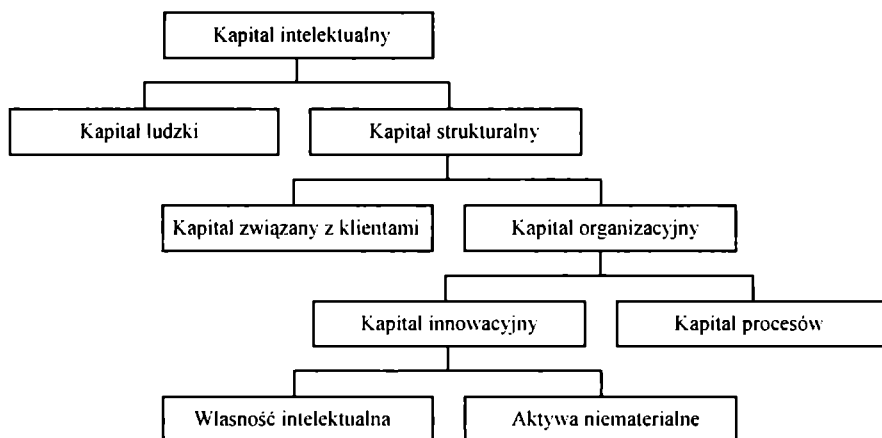 Kapitał intelektualny
Kapitał ludzki
Kapitał strukturalny
Kapitał związany z klientami
Kapitał organizacyjny
Kapitał innowacyjny
Kapitał procesów
Własność intelektualna
Aktywa niematerialne